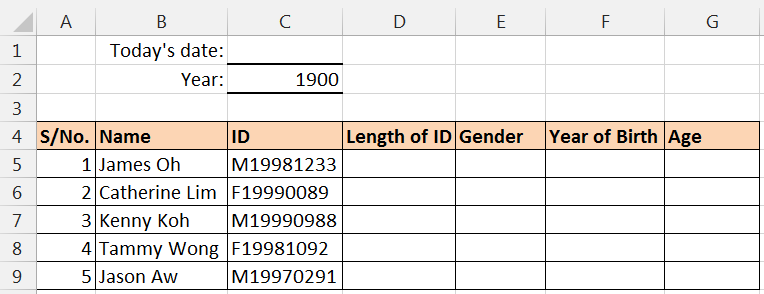 A B C D E F G
1 Today's date:
2 Year: 1900
3
4 S/No. Name ID Length of ID Gender Year of Birth Age
5 1 James Oh M19981233
6 2 Catherine Lim F19990089
7 3 Kenny Koh M19990988
8 4 Tammy Wong F19981092
9 5 Jason Aw M19970291